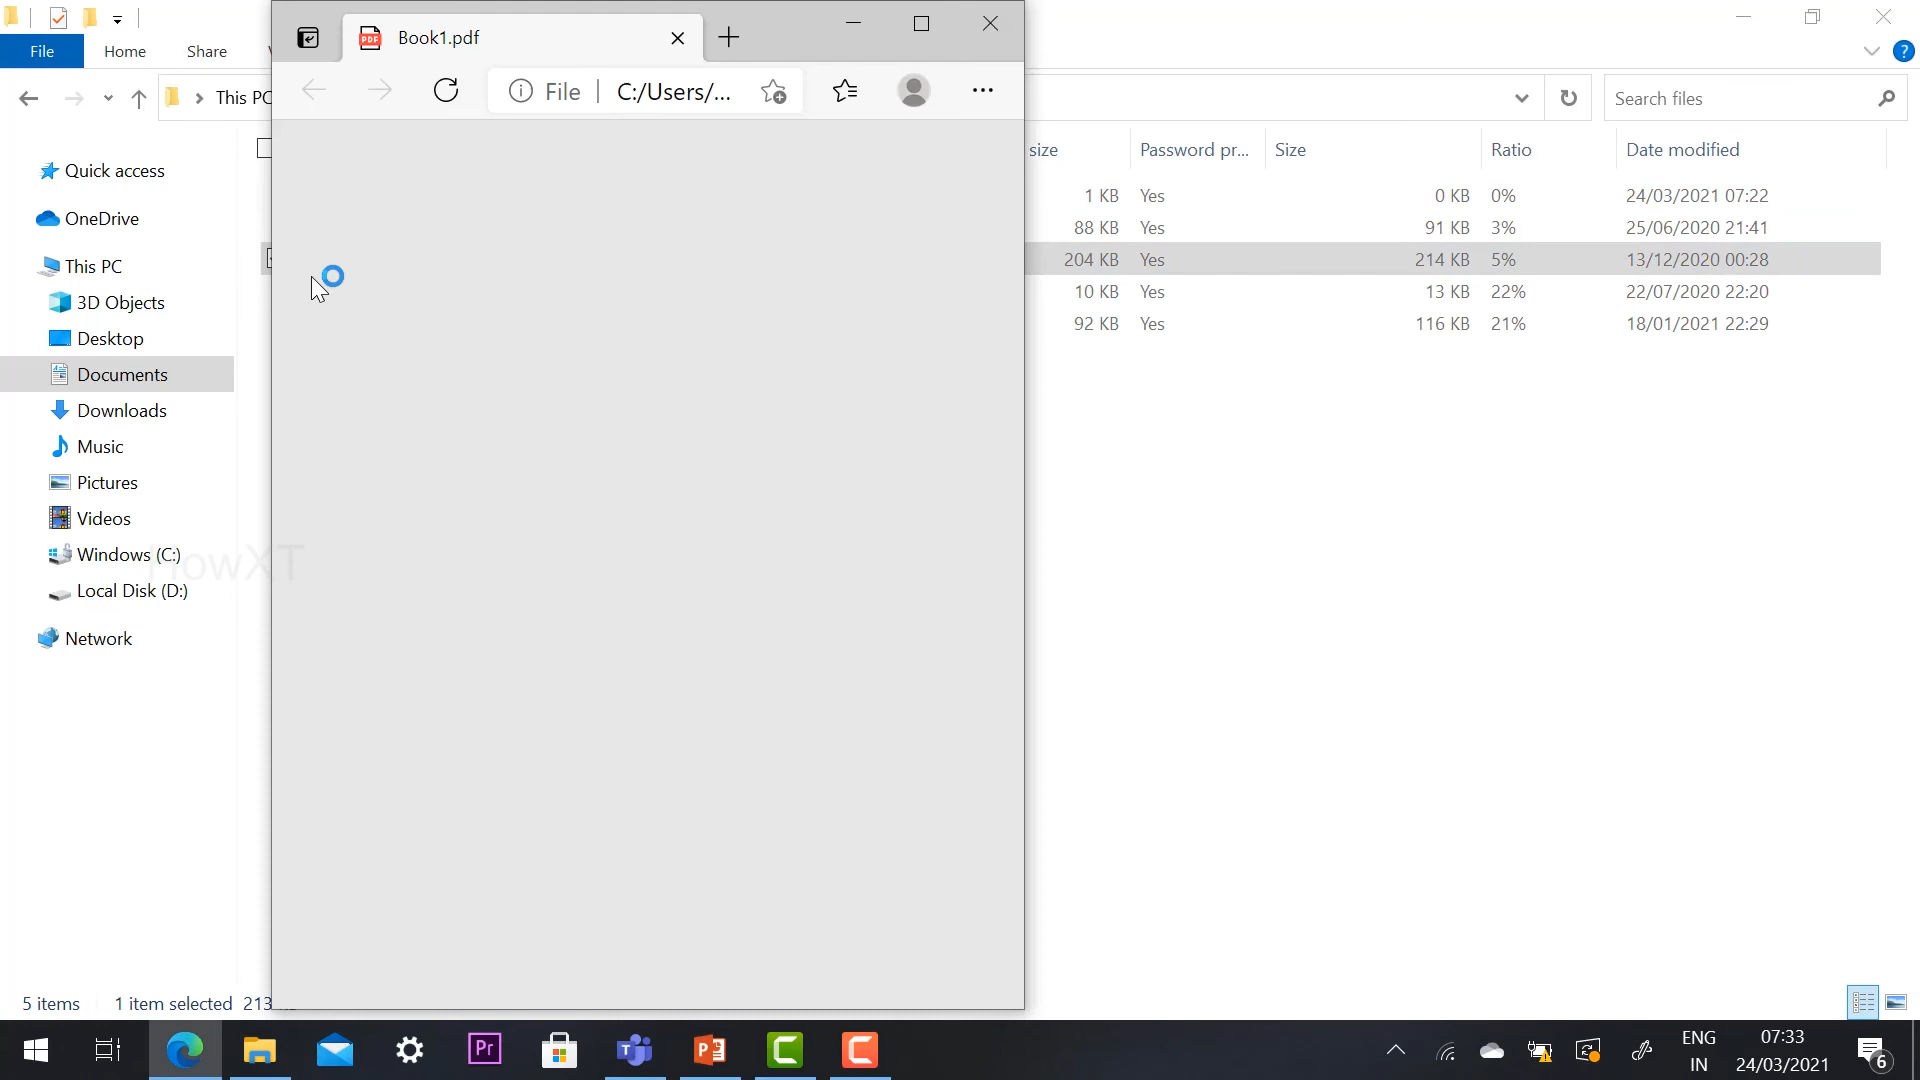 Book1.pdf
File Home Share
File C:/Users/...
This PC
Search files
size Password pr... Size Ratio Date modified
Quick access
1 KB Yes 0 KB 0% 24/03/2021 07:22
OneDrive
88 KB Yes 91 KB 3% 25/06/2020 21:41
This PC
204 KB Yes 214 KB 5% 13/12/2020 00:28
3D Objects
10 KB Yes 13 KB 22% 22/07/2020 22:20
Desktop
92 KB Yes 116 KB 21% 18/01/2021 22:29
Documents
Downloads
Music
Pictures
Videos
Windows (C:)
howXT
Local Disk (D:)
Network
5 items 1 item selected 213
ENG
IN
07:33
24/03/2021
6